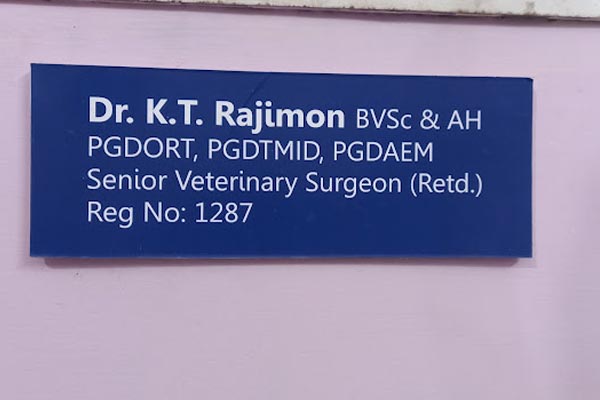 Dr. K.T. Rajimon BVSc & AH
PGDORT, PGDTMID, PGDAEM
Senior Veterinary Surgeon (Retd.)
Reg No: 1287